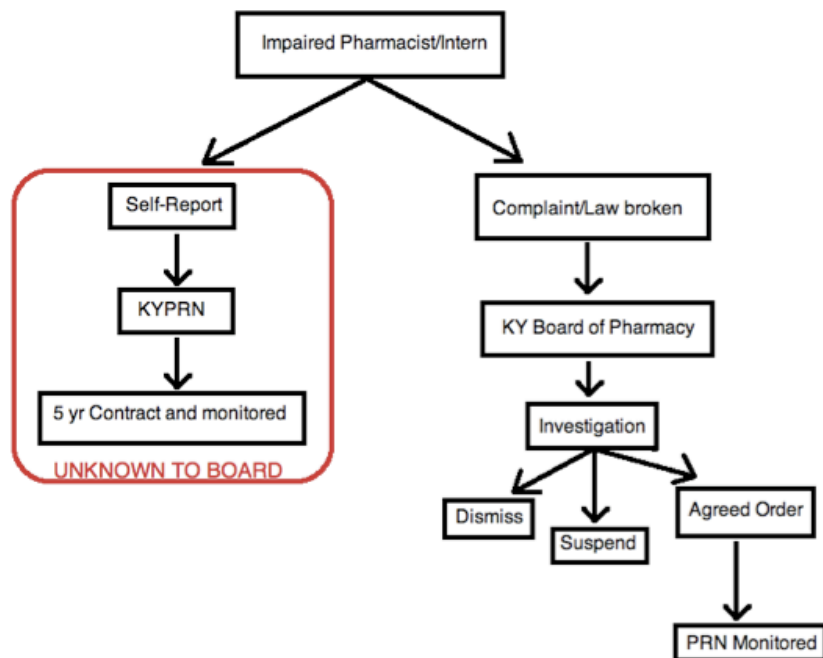 Impaired Pharmacist/Intern
Self-Report
KYPRN
5 yr Contract and monitored
UNKNOWN TO BOARD
Complaint/Law broken
KY Board of Pharmacy
Investigation
Dismiss
Suspend
Agreed Order
PRN Monitored